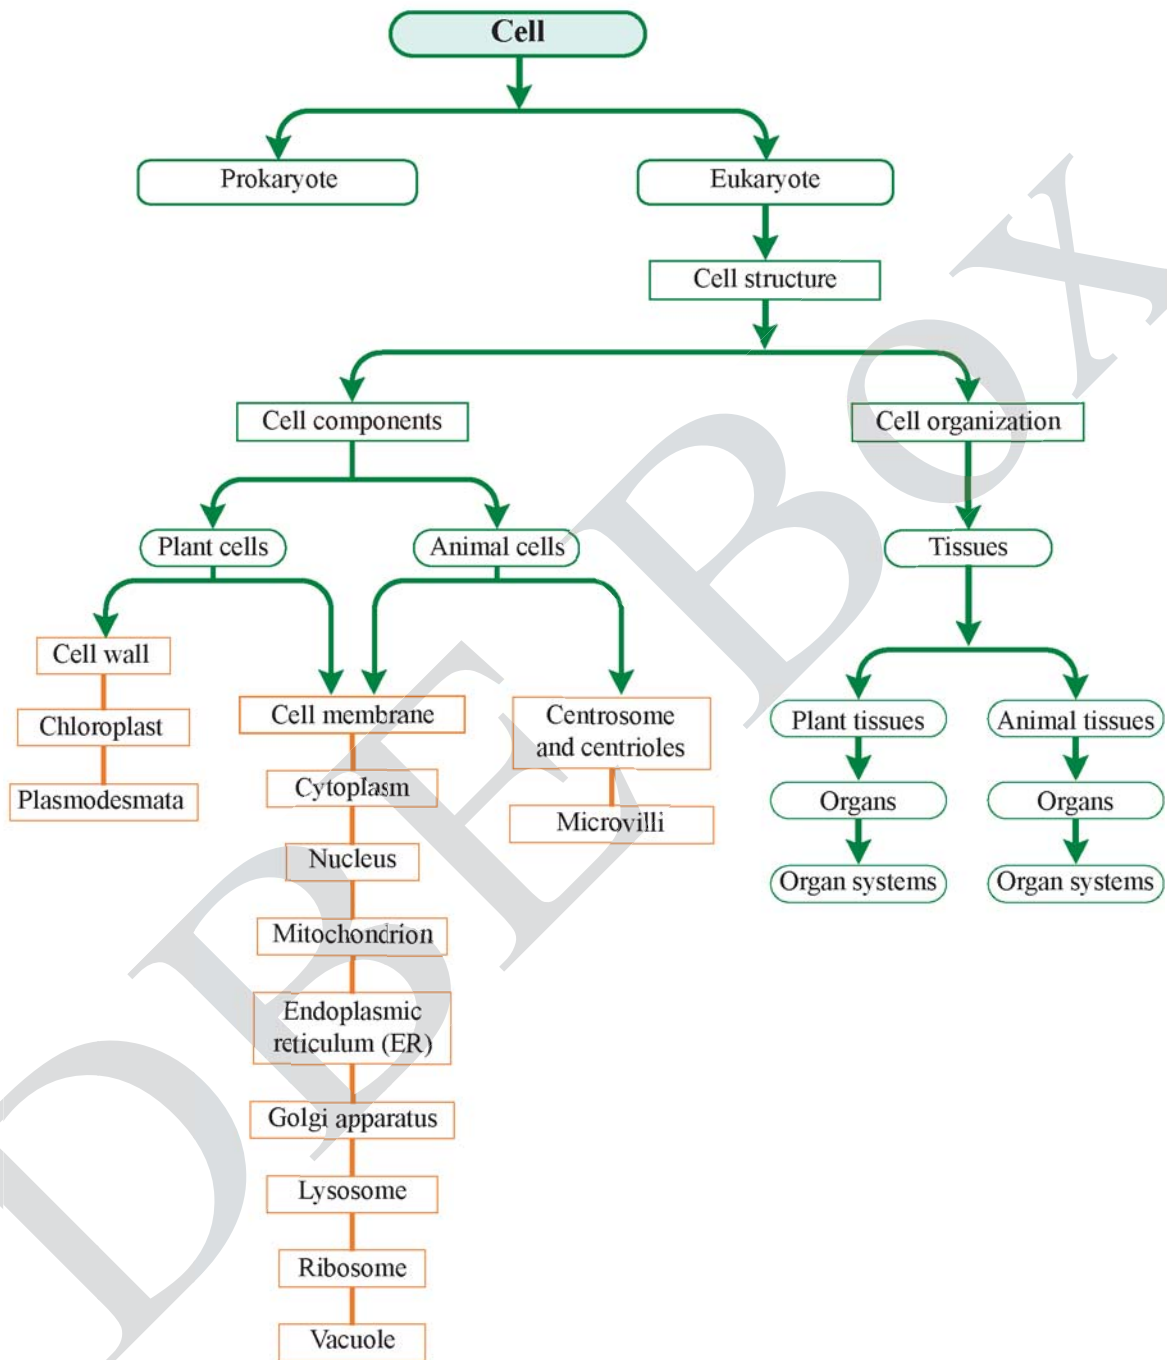 Cell
Prokaryote
Eukaryote
Cell structure
Cell components
Cell organization
Plant cells
Animal cells
Tissues
Cell wall
Chloroplast
Plasmodesmata
Cell membrane
Cytoplasm
Nucleus
Mitochondrion
Endoplasmic
reticulum (ER)
Golgi apparatus
Lysosome
Ribosome
Vacuole
Centrosome
and centrioles
Microvilli
Plant tissues
Organs
Organ systems
Animal tissues
Organs
Organ systems
DBE BOX